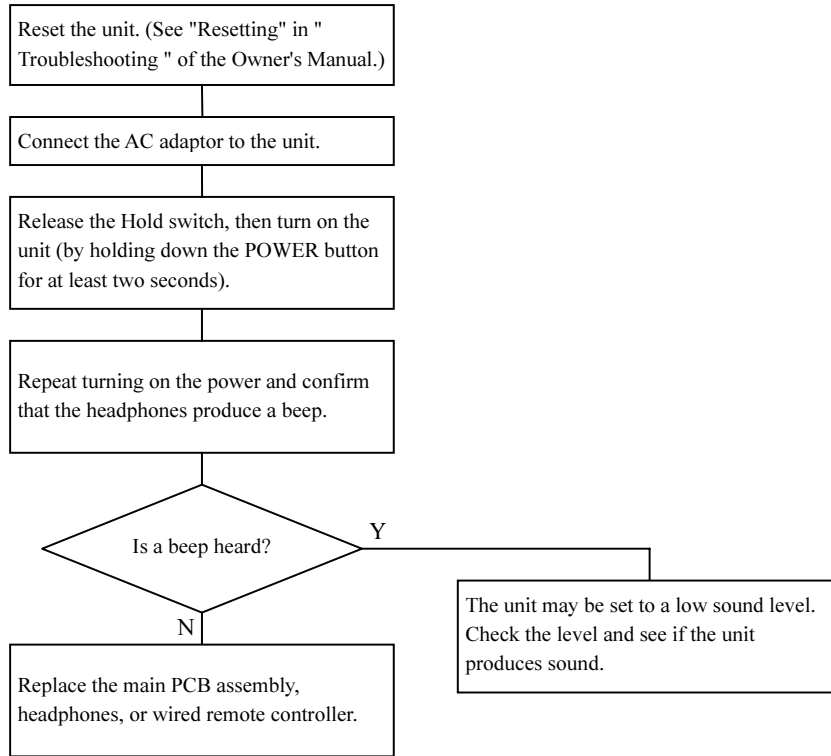 Reset the unit. (See "Resetting" in "
Troubleshooting " of the Owner's Manual.)
Connect the AC adaptor to the unit.
Release the Hold switch, then turn on the
unit (by holding down the POWER button
for at least two seconds).
Repeat turning on the power and confirm
that the headphones produce a beep.
Is a beep heard?
Y
The unit may be set to a low sound level.
Check the level and see if the unit
produces sound.
N
Replace the main PCB assembly,
headphones, or wired remote controller.